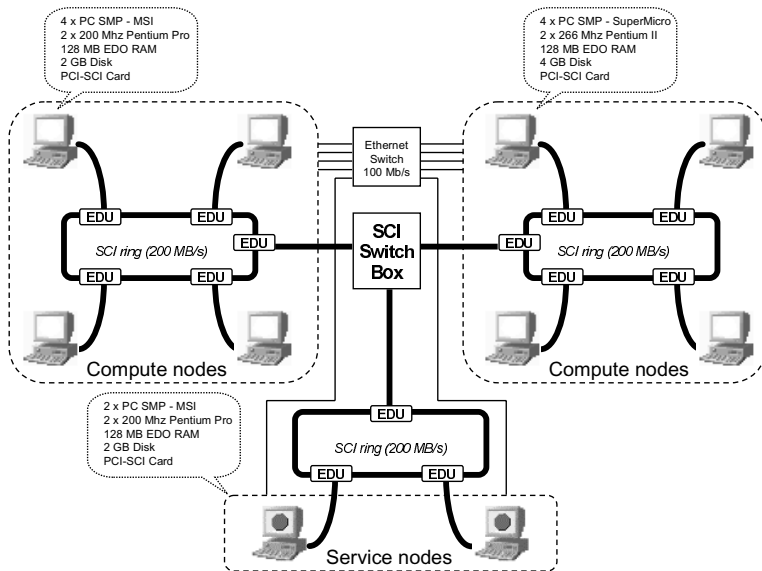 4 x PC SMP - MSI
2 x 200 Mhz Pentium Pro
128 MB EDO RAM
2 GB Disk
PCI-SCI Card
4 x PC SMP - SuperMicro
2 x 266 Mhz Pentium II
128 MB EDO RAM
4 GB Disk
PCI-SCI Card
Ethernet
Switch
100 Mb/s
EDU
EDU
EDU
SCI ring (200 MB/s)
EDU
EDU
Compute nodes
SCI
Switch
Box
EDU
EDU
EDU
SCI ring (200 MB/s)
EDU
EDU
Compute nodes
2 x PC SMP - MSI
2 x 200 Mhz Pentium Pro
128 MB EDO RAM
2 GB Disk
PCI-SCI Card
EDU
SCI ring (200 MB/s)
EDU
EDU
Service nodes